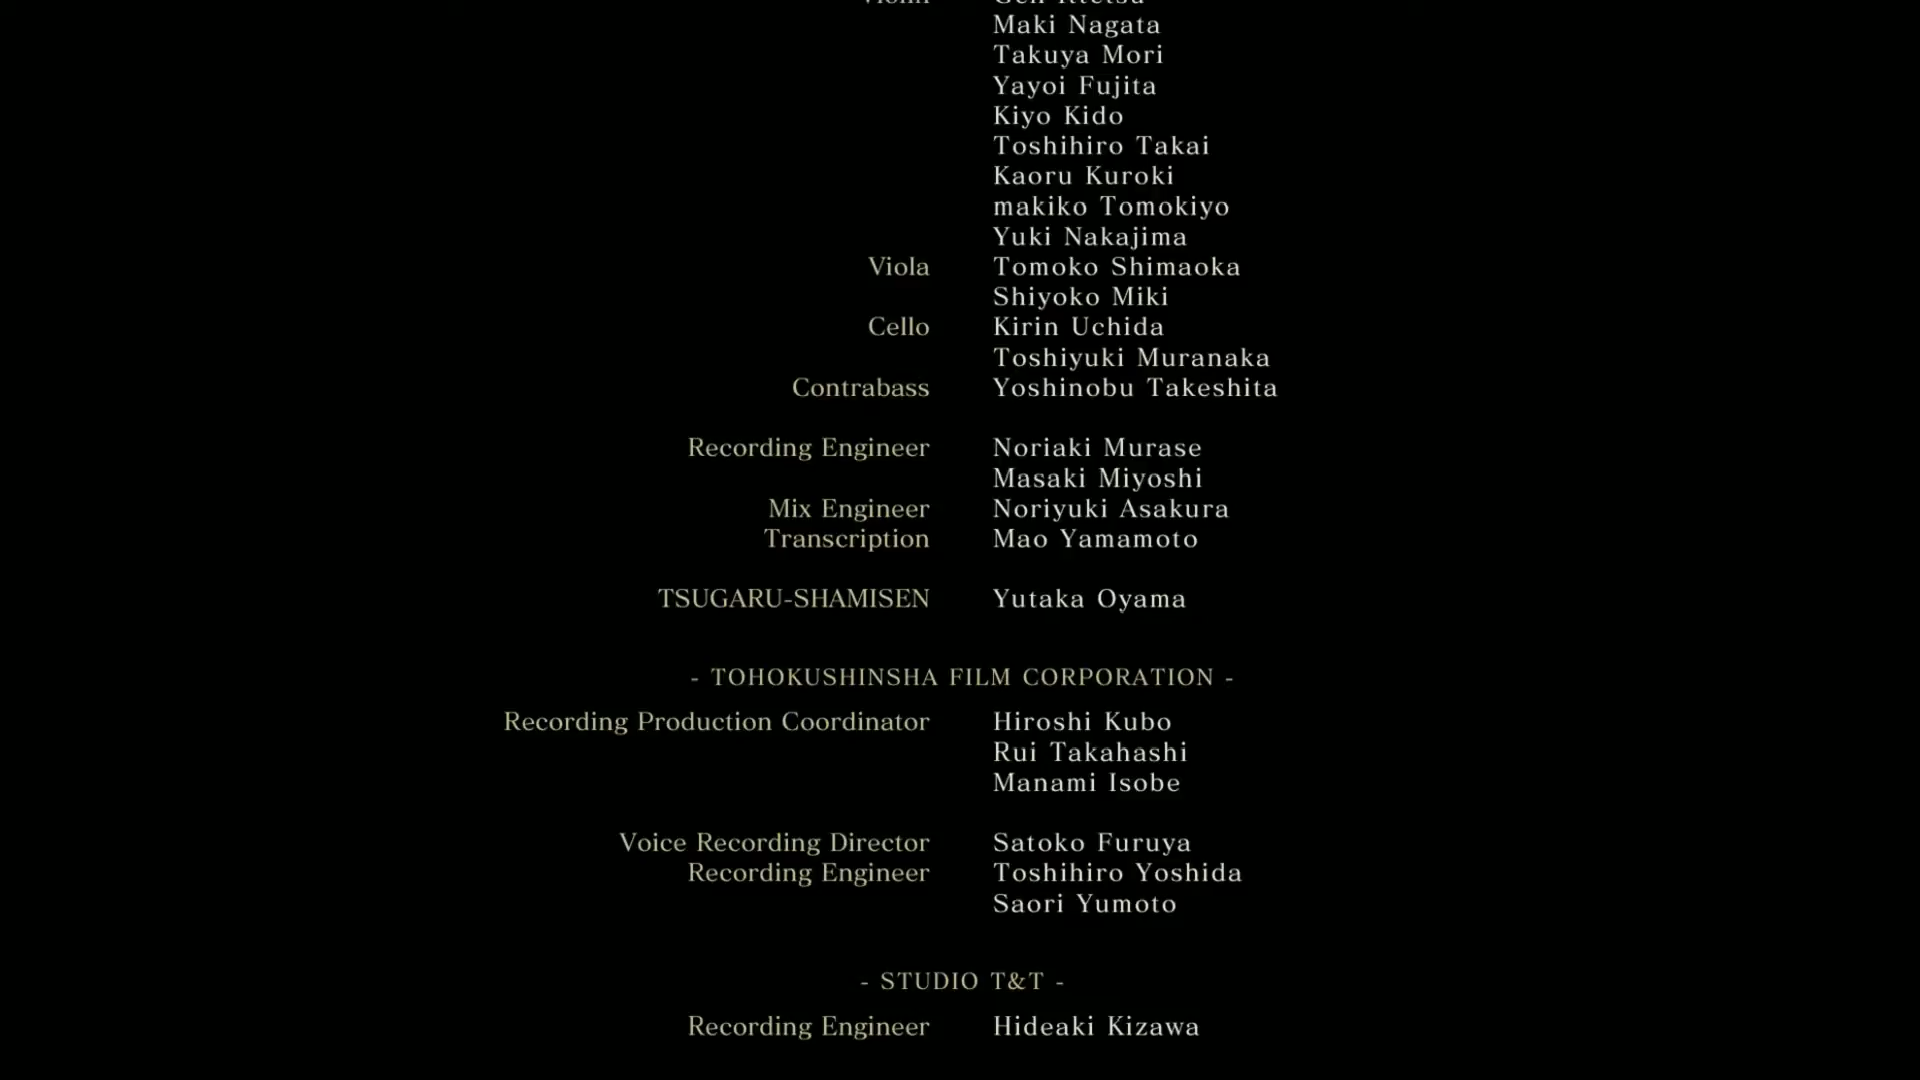 Maki Nagata
Takuya Mori
Yayoi Fujita
Kiyo Kido
Toshihiro Takai
Kaoru Kuroki
makiko Tomokiyo
Yuki Nakajima
Viola Tomoko Shimaoka
Shiyoko Miki
Cello Kirin Uchida
Toshiyuki Muranaka
Contrabass Yoshinobu Takeshita
Recording Engineer Noriaki Murase
Masaki Miyoshi
Mix Engineer Noriyuki Asakura
Transcription Mao Yamamoto
TSUGARU-SHAMISEN Yutaka Oyama
- TOHOKUSHINSHA FILM CORPORATION -
Recording Production Coordinator Hiroshi Kubo
Rui Takahashi
Manami Isobe
Voice Recording Director Satoko Furuya
Recording Engineer Toshihiro Yoshida
Saori Yumoto
- STUDIO T&T -
Recording Engineer Hideaki Kizawa